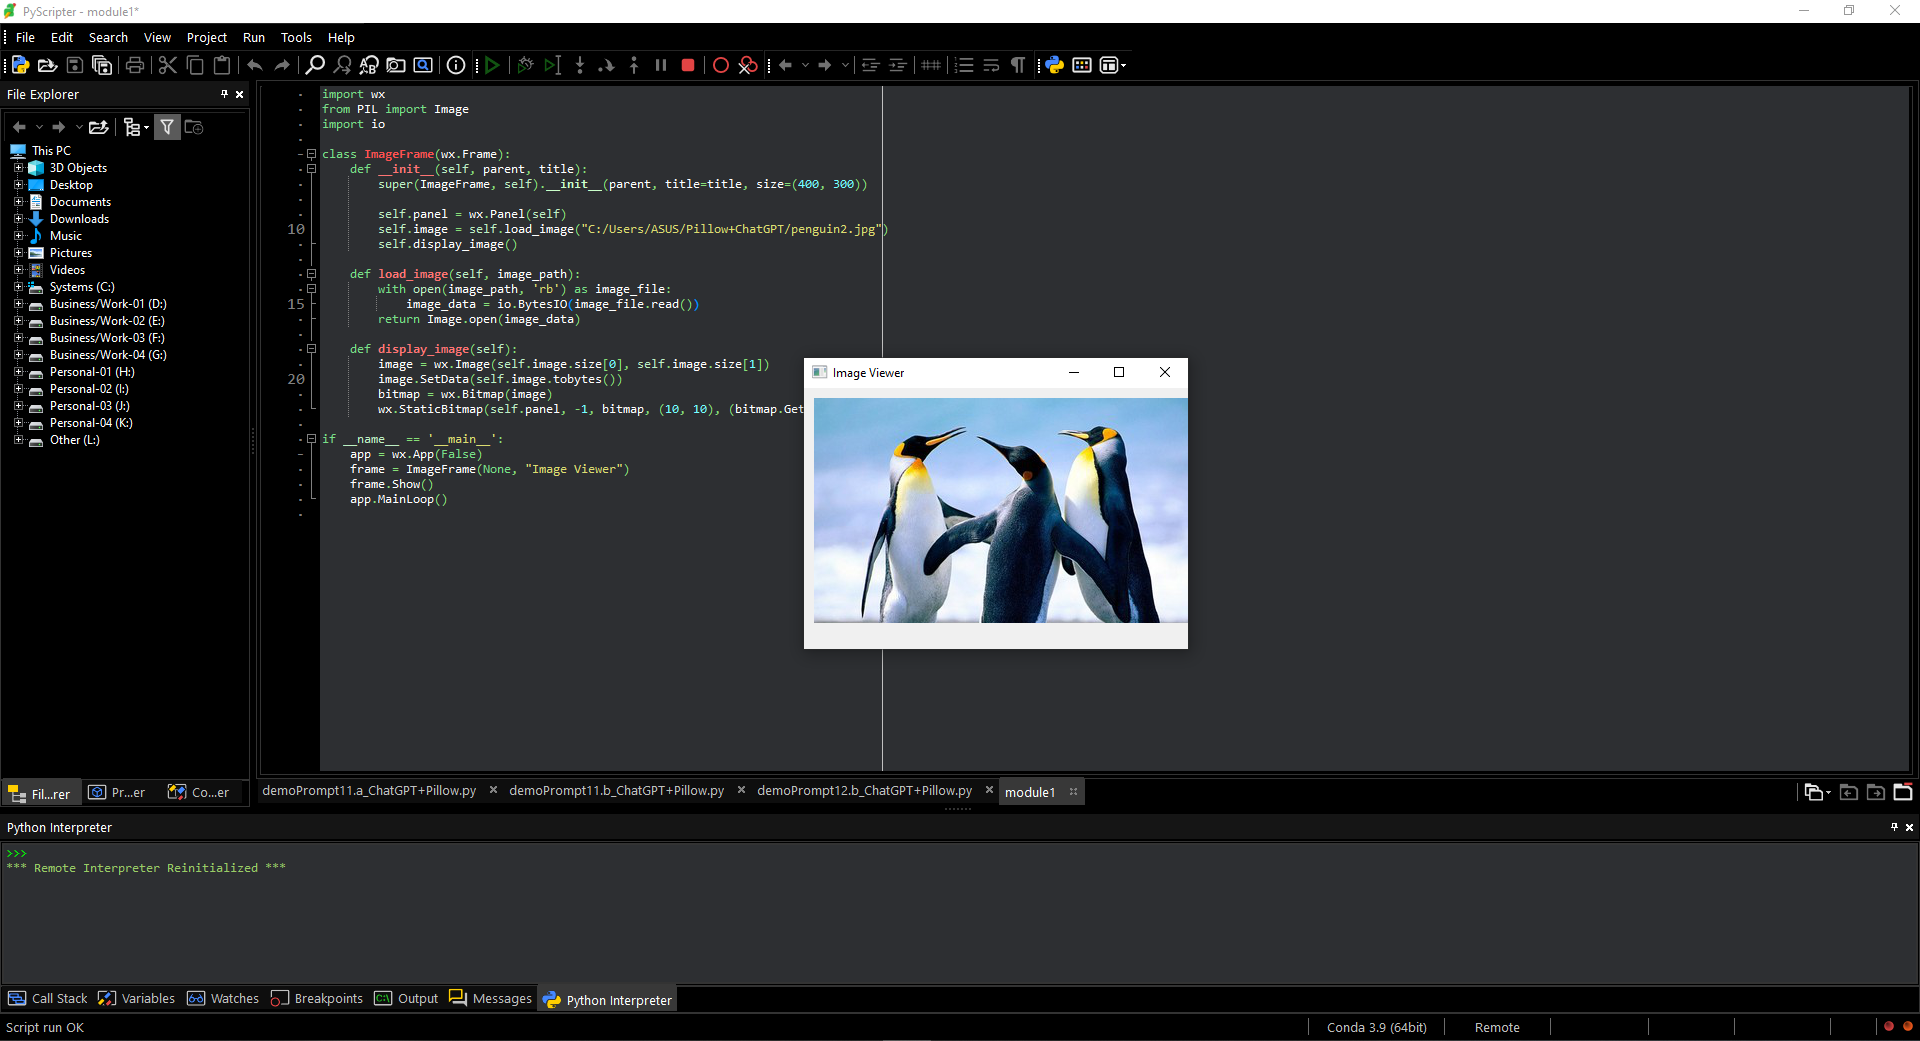 PyScripter - module1*
File Edit Search View Project Run Tools Help
File Explorer
This PC
3D Objects
Desktop
Documents
Downloads
Music
Pictures
Videos
Systems (C:)
Business/Work-01 (D:)
Business/Work-02 (E:)
Business/Work-03 (F:)
Business/Work-04 (G:)
Personal-01 (H:)
Personal-02 (I:)
Personal-03 (J:)
Personal-04 (K:)
Other (L:)
Fil...rer Pr...er Co...er
import wx
from PIL import Image
import io
class ImageFrame(wx.Frame):
def __init__(self, parent, title):
super(ImageFrame, self).__init__(parent, title=title, size=(400, 300))
self.panel = wx.Panel(self)
10 self.image = self.load_image("C:/Users/ASUS/Pillow+ChatGPT/penguin2.jpg")
self.display_image()
def load_image(self, image_path):
with open(image_path, 'rb') as image_file:
15 image_data = io.BytesIO(image_file.read())
return Image.open(image_data)
def display_image(self):
image = wx.Image(self.image.size[0], self.image.size[1])
20 image.SetData(self.image.tobytes())
bitmap = wx.Bitmap(image)
wx.StaticBitmap(self.panel, -1, bitmap, (10, 10), (bitmap.Get
if __name__ == '__main__':
app = wx.App(False)
frame = ImageFrame(None, "Image Viewer")
frame.Show()
app.MainLoop()
Image Viewer
demoPrompt11.a_ChatGPT+Pillow.py demoPrompt11.b_ChatGPT+Pillow.py demoPrompt12.b_ChatGPT+Pillow.py module1
Python Interpreter
>>>
*** Remote Interpreter Reinitialized ***
Call Stack Variables Watches Breakpoints Output Messages Python Interpreter
Script run OK Conda 3.9 (64bit) Remote